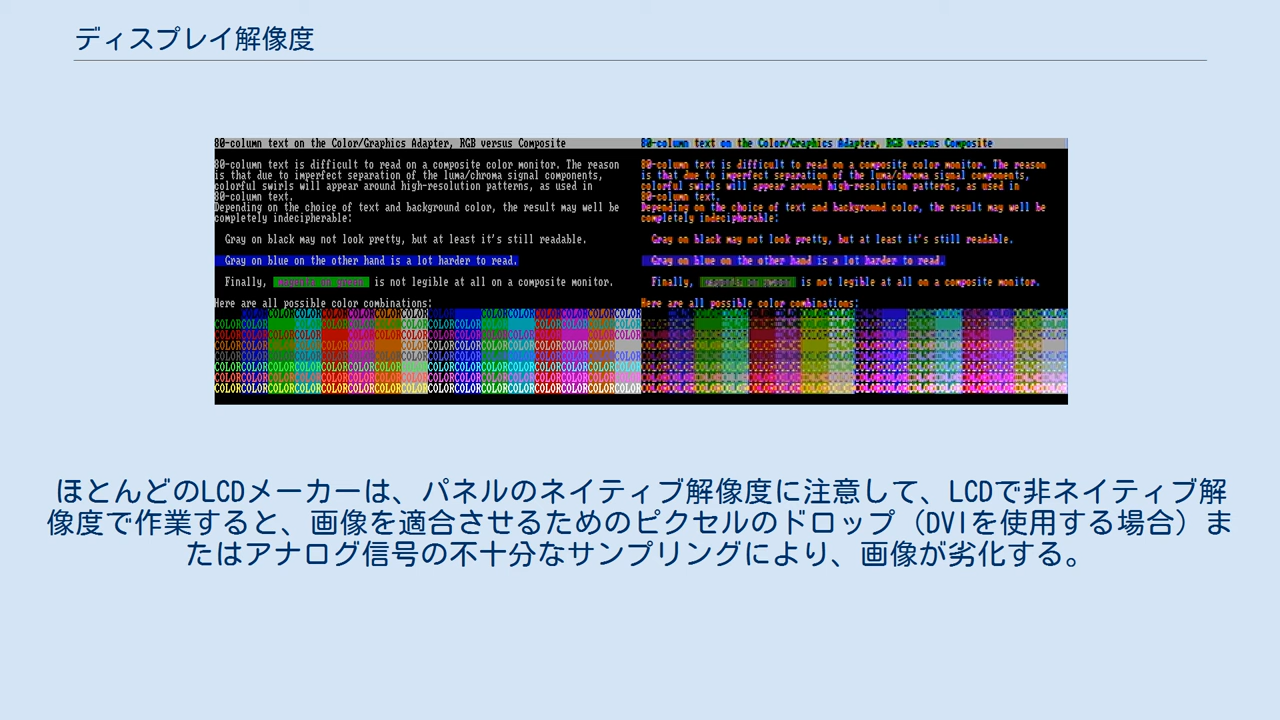 ディスプレイ解像度
80-column text on the Color/Graphics Adapter, RGB versus Composite
80-column text is difficult to read on a composite color monitor. The reason
is that due to imperfect separation of the luma/chroma signal components,
colorful swirls will appear around high-resolution patterns, as used in
80-column text.
Depending on the choice of text and background color, the result may well be
completely indecipherable:
Gray on black may not look pretty, but at least it's still readable.
Gray on blue on the other hand is a lot harder to read.
Finally, magenta on green is not legible at all on a composite monitor.
Here are all possible color combinations:
80-column text on the Color/Graphics Adapter, RGB versus Composite
80-column text is difficult to read on a composite color monitor. The reason
is that due to imperfect separation of the luma/chroma signal components,
colorful swirls will appear around high-resolution patterns, as used in
80-column text.
Depending on the choice of text and background color, the result may well be
completely indecipherable:
Gray on black may not look pretty, but at least it's still readable.
Gray on blue on the other hand is a lot harder to read.
Finally, is not legible at all on a composite monitor.
Here are all possible color combinations:
ほとんどのLCDメーカーは、パネルのネイティブ解像度に注意して、LCDで非ネイティブ解
像度で作業すると、画像を適合させるためのピクセルのドロップ（DVIを使用する場合）ま
たはアナログ信号の不十分なサンプリングにより、画像が劣化する。